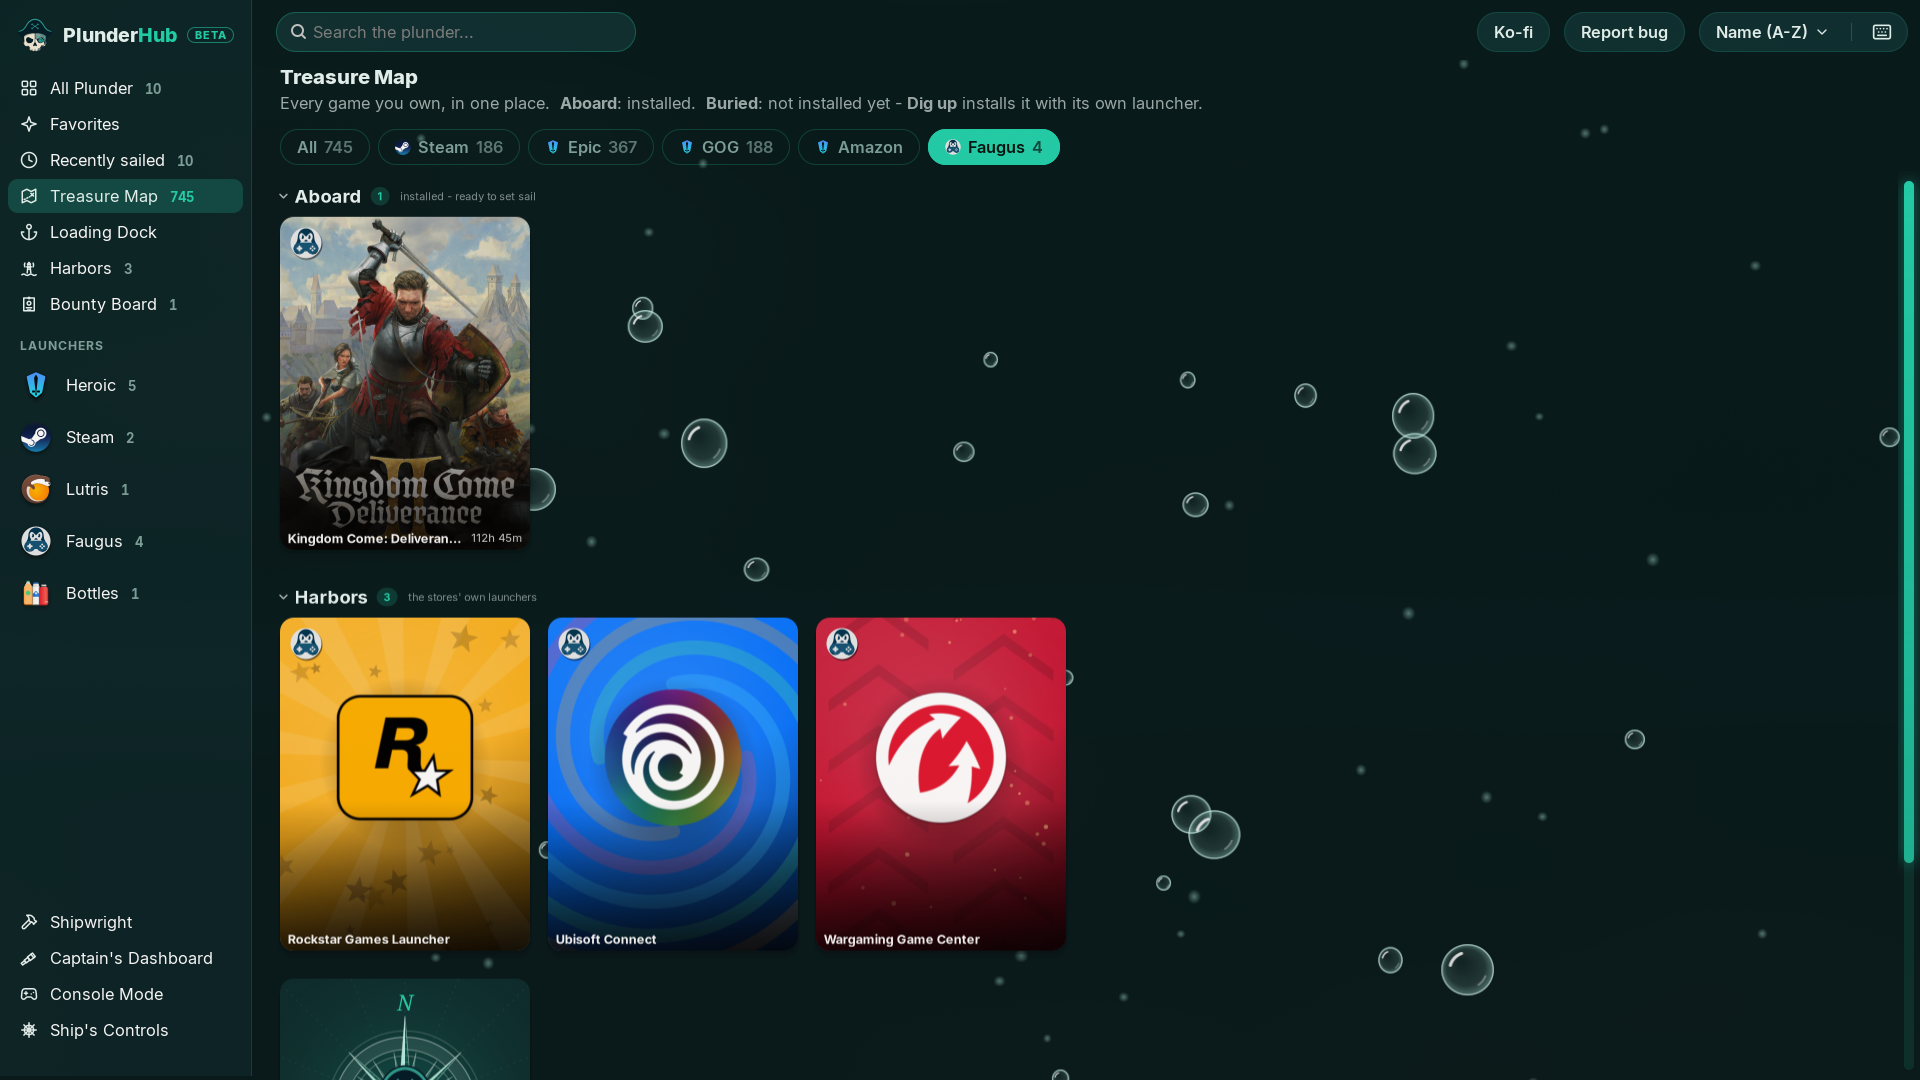 PlunderHub BETA
Search the plunder...
Ko-fi
Report bug
Name (A-Z)
All Plunder 10
Favorites
Recently sailed 10
Treasure Map 745
Loading Dock
Harbors 3
Bounty Board 1
LAUNCHERS
Heroic 5
Steam 2
Lutris 1
Faugus 4
Bottles 1
Shipwright
Captain's Dashboard
Console Mode
Ship's Controls
Treasure Map
Every game you own, in one place. Aboard: installed. Buried: not installed yet - Dig up installs it with its own launcher.
All 745
Steam 186
Epic 367
GOG 188
Amazon
Faugus 4
Aboard 1 installed - ready to set sail
Kingdom Come
II
Deliverance
Kingdom Come: Deliveran... 112h 45m
Harbors 3 the stores' own launchers
R
Rockstar Games Launcher
Ubisoft Connect
Wargaming Game Center
N